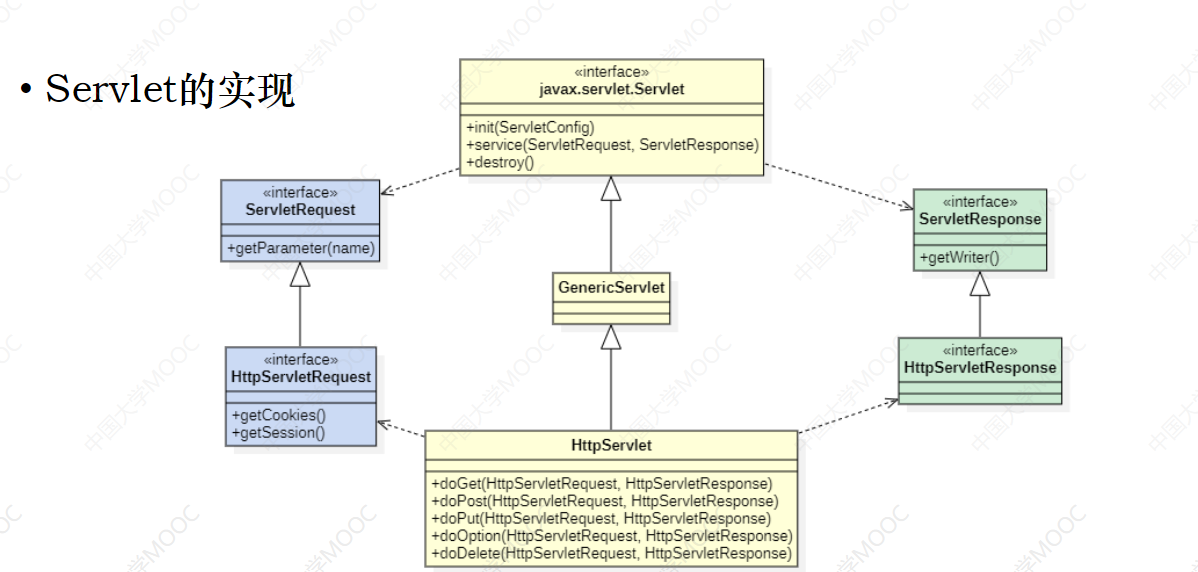 • Servlet的实现
«interface»
javax.servlet.Servlet
+init(ServletConfig)
+service(ServletRequest, ServletResponse)
+destroy()
«interface»
ServletRequest
+getParameter(name)
«interface»
ServletResponse
+getWriter()
GenericServlet
«interface»
HttpServletRequest
+getCookies()
+getSession()
«interface»
HttpServletResponse
HttpServlet
+doGet(HttpServletRequest, HttpServletResponse)
+doPost(HttpServletRequest, HttpServletResponse)
+doPut(HttpServletRequest, HttpServletResponse)
+doOption(HttpServletRequest, HttpServletResponse)
+doDelete(HttpServletRequest, HttpServletResponse)
中国大学MOOC